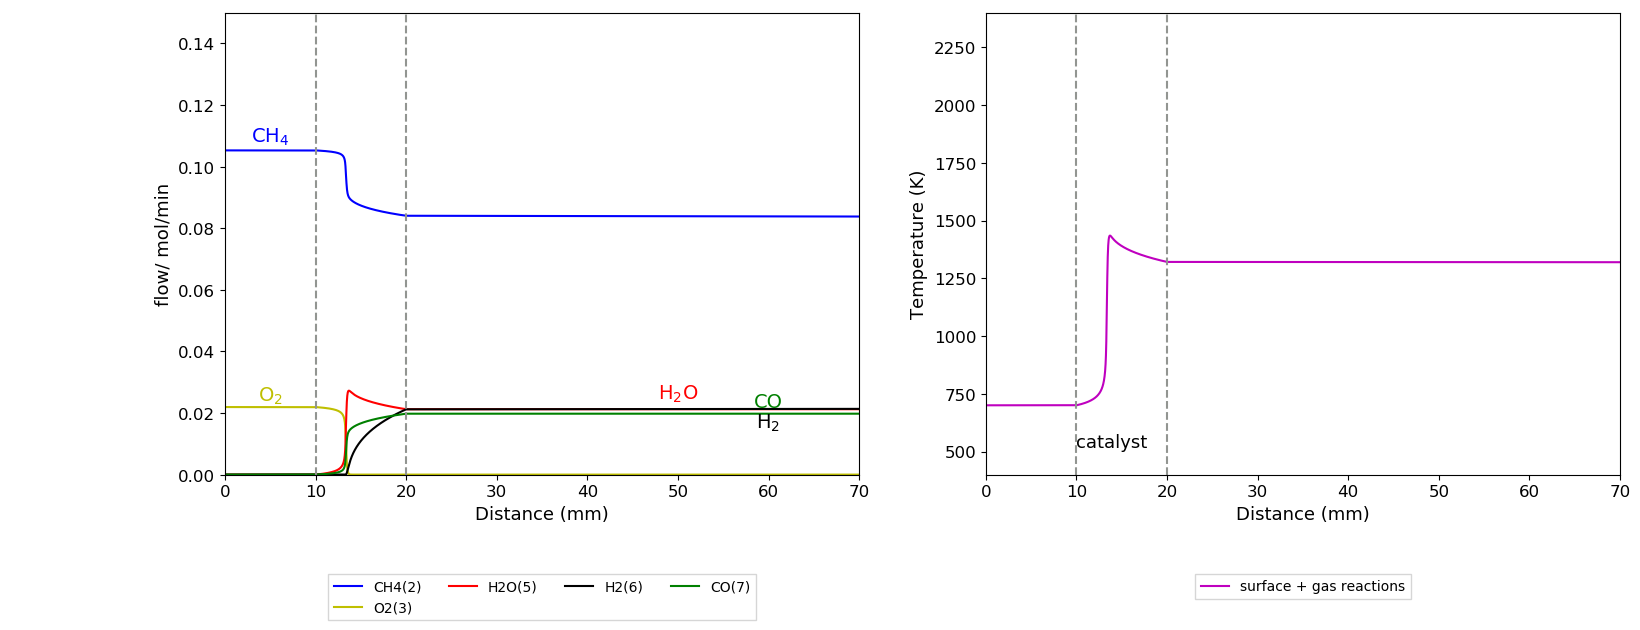 0.14
0.12
0.10
0.08
0.06
0.04
0.02
0.00
flow/ mol/min
CH₄
O₂
H₂O
CO
H₂
0 10 20 30 40 50 60 70
Distance (mm)
CH4(2) H2O(5) H2(6) CO(7)
O2(3)
2250
2000
1750
1500
1250
1000
750
500
Temperature (K)
catalyst
0 10 20 30 40 50 60 70
Distance (mm)
surface + gas reactions